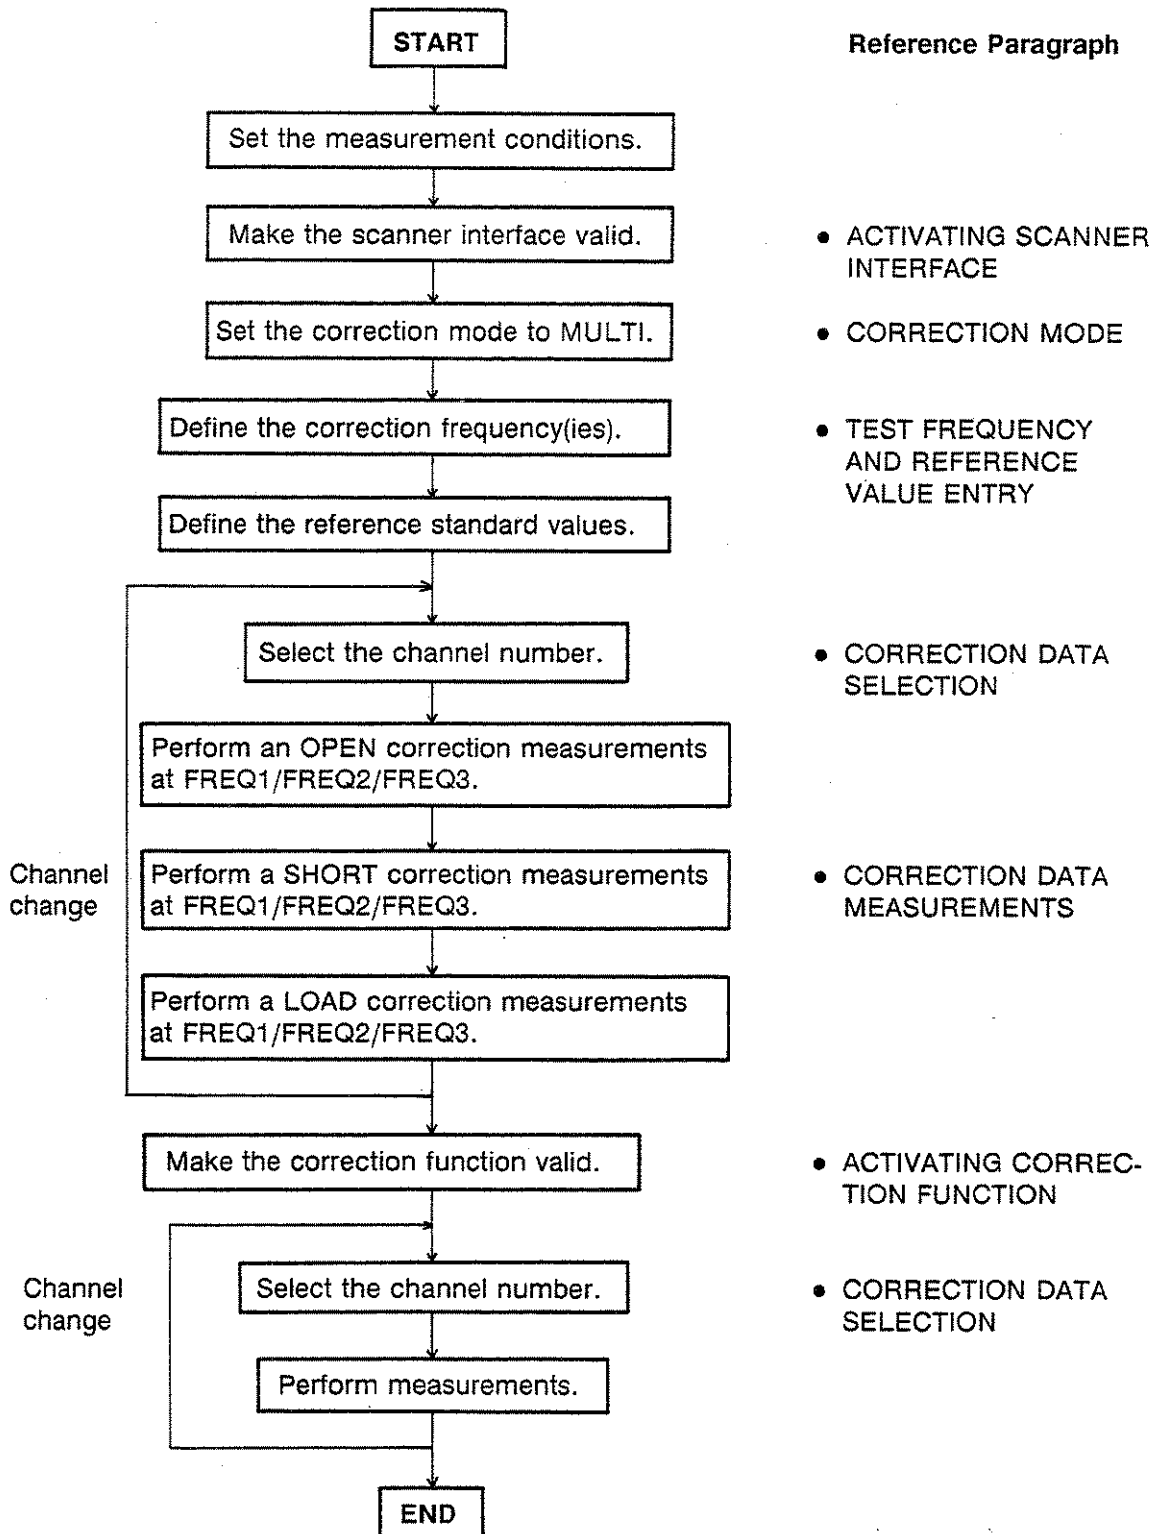 START
Reference Paragraph
Set the measurement conditions.
Make the scanner interface valid.
• ACTIVATING SCANNER
INTERFACE
Set the correction mode to MULTI.
• CORRECTION MODE
Define the correction frequency(ies).
• TEST FREQUENCY
AND REFERENCE
VALUE ENTRY
Define the reference standard values.
Select the channel number.
• CORRECTION DATA
SELECTION
Perform an OPEN correction measurements
at FREQ1/FREQ2/FREQ3.
Channel
change
Perform a SHORT correction measurements
at FREQ1/FREQ2/FREQ3.
• CORRECTION DATA
MEASUREMENTS
Perform a LOAD correction measurements
at FREQ1/FREQ2/FREQ3.
Make the correction function valid.
• ACTIVATING CORREC-
TION FUNCTION
Channel
change
Select the channel number.
• CORRECTION DATA
SELECTION
Perform measurements.
END